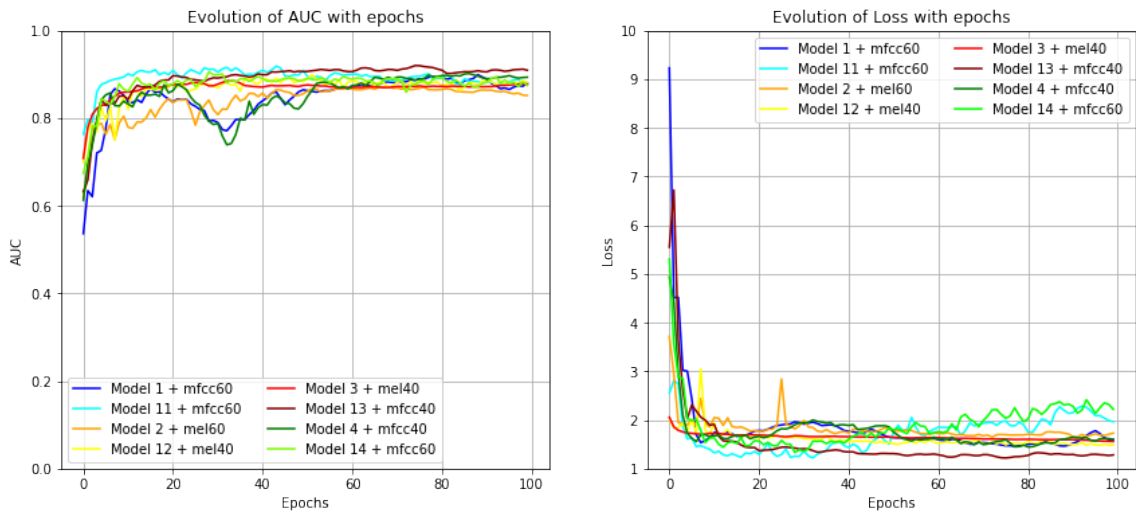 Evolution of AUC with epochs
1.0
0.8
0.6
0.4
0.2
0.0
AUC
Model 1 + mfcc60
Model 11 + mfcc60
Model 2 + mel60
Model 12 + mel40
Model 3 + mel40
Model 13 + mfcc40
Model 4 + mfcc40
Model 14 + mfcc60
0 20 40 60 80 100
Epochs
Evolution of Loss with epochs
10
9
8
7
6
5
4
3
2
1
Loss
Model 1 + mfcc60
Model 11 + mfcc60
Model 2 + mel60
Model 12 + mel40
Model 3 + mel40
Model 13 + mfcc40
Model 4 + mfcc40
Model 14 + mfcc60
0 20 40 60 80 100
Epochs